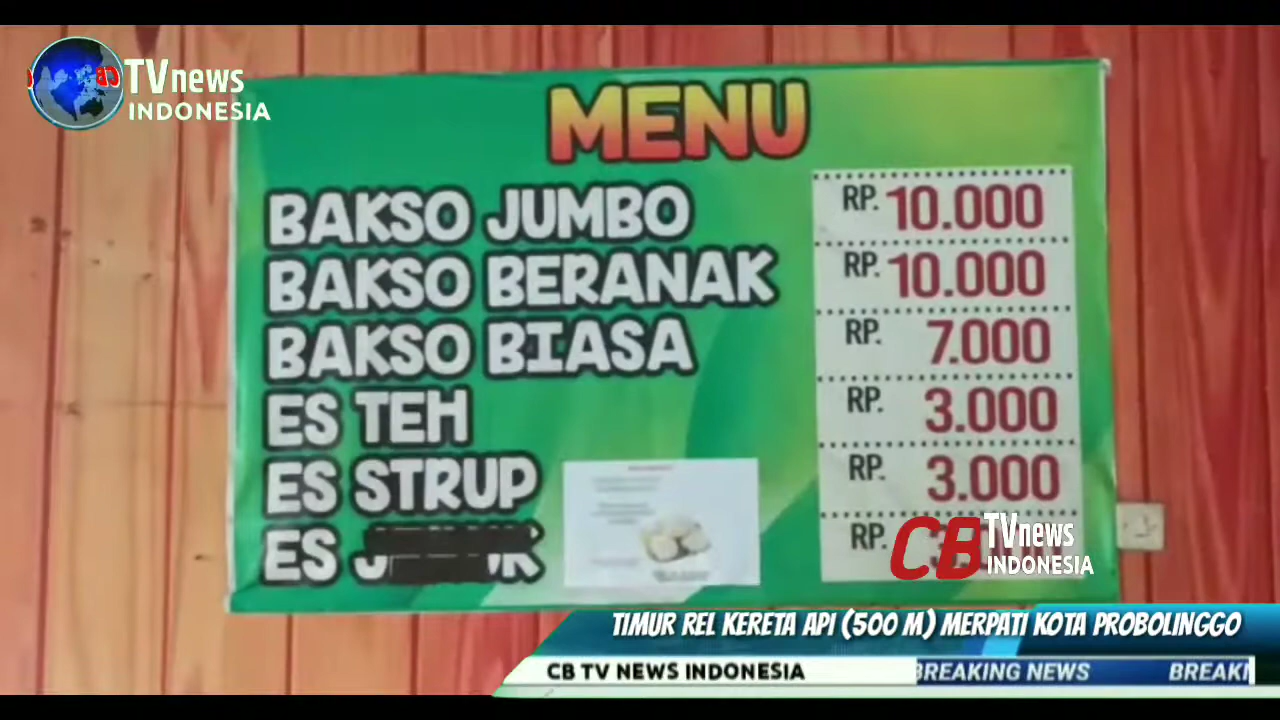 TVnews
INDONESIA
MENU
BAKSO JUMBO RP. 10.000
BAKSO BERANAK RP. 10.000
BAKSO BIASA RP. 7.000
ES TEH RP. 3.000
ES STRUP RP. 3.000
ES RP.
CB TVnews
INDONESIA
TIMUR REL KERETA API (500 M) MERPATI KOTA PROBOLINGGO
CB TV NEWS INDONESIA BREAKING NEWS BREAKI